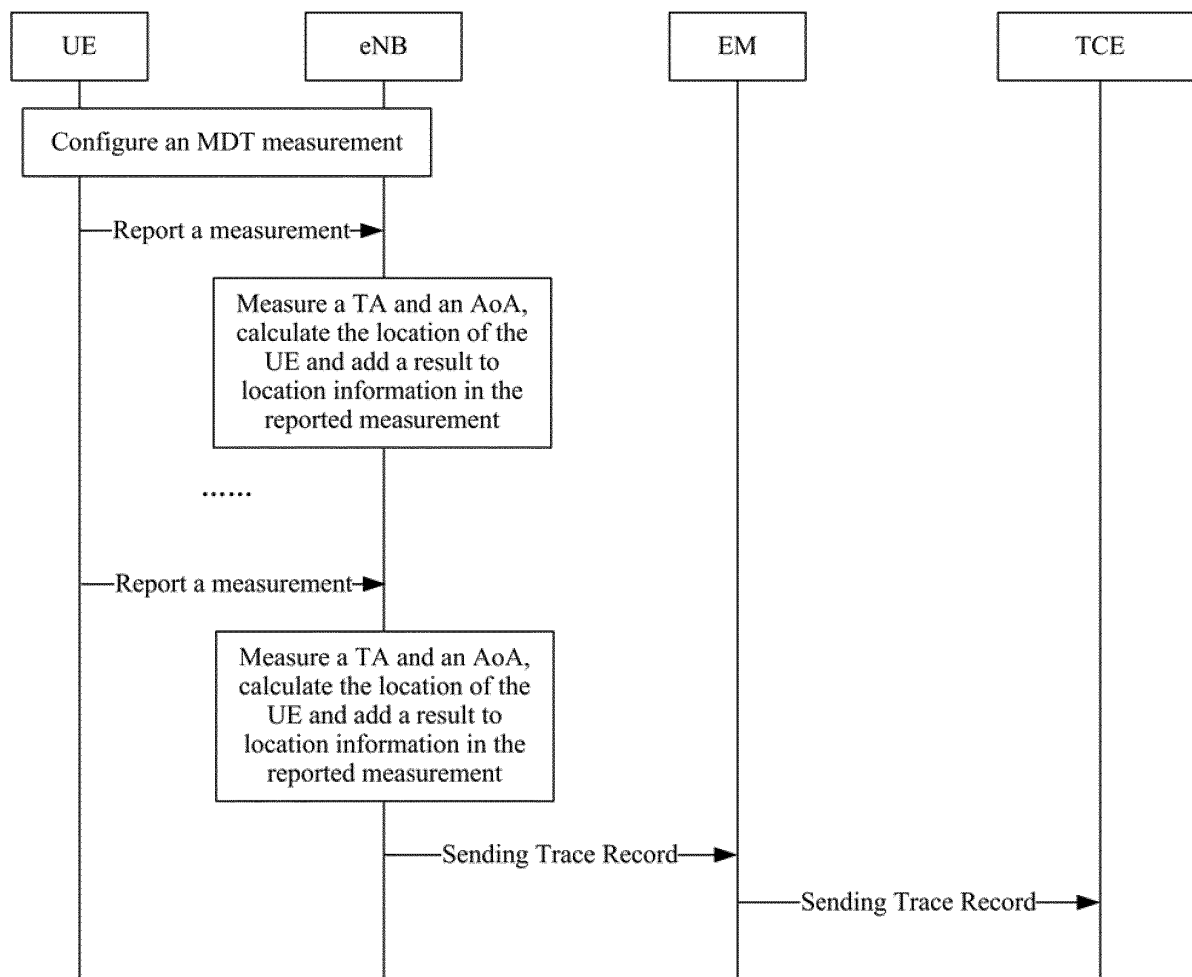 UE
eNB
EM
TCE
Configure an MDT measurement
Report a measurement
Measure a TA and an AoA,
calculate the location of the
UE and add a result to
location information in the
reported measurement
......
Report a measurement
Measure a TA and an AoA,
calculate the location of the
UE and add a result to
location information in the
reported measurement
Sending Trace Record
Sending Trace Record